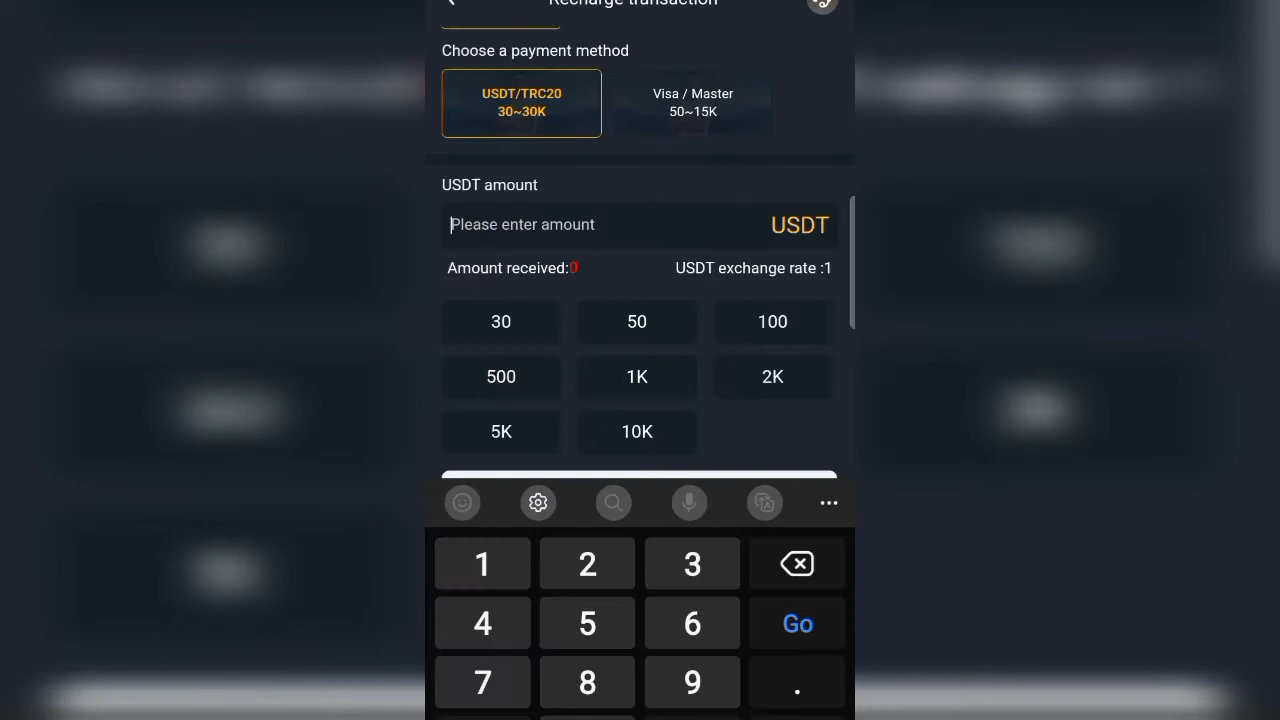 Recharge transaction
Choose a payment method
USDT/TRC20
30~30K
Visa / Master
50~15K
USDT amount
Please enter amount
USDT
Amount received:0
USDT exchange rate :1
30
50
100
500
1K
2K
5K
10K
1
2
3
4
5
6
Go
7
8
9
.